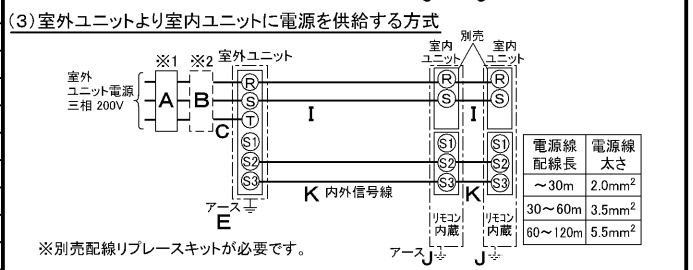 (3)室外ユニットより室内ユニットに電源を供給する方式
別売
※1 ※2 室外ユニット
室内
ユニット
室内
ユニット
室外
ユニット電源
三相 200V
A
B
C
R
S
T
S1
S2
S3
I
R
S
S1
S2
S3
I
R
S
S1
S2
S3
K 内外信号線
K
アース
E
リモコン
内蔵
リモコン
内蔵
アース J
J
電源線
配線長
電源線
太さ
~30m 2.0mm²
30~60m 3.5mm²
60~120m 5.5mm²
※別売配線リプレースキットが必要です。